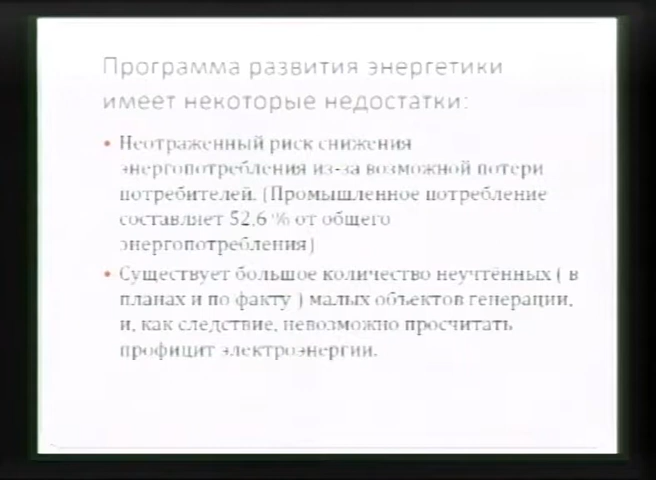 Программа развития энергетики
имеет некоторые недостатки:
• Неотраженный риск снижения
энергопотребления из-за возможной потери
потребителей. (Промышленное потребление
составляет 52,6 % от общего
энергопотребления)
• Существует большое количество неучтённых ( в
планах и по факту ) малых объектов генерации,
и, как следствие, невозможно просчитать
профицит электроэнергии.